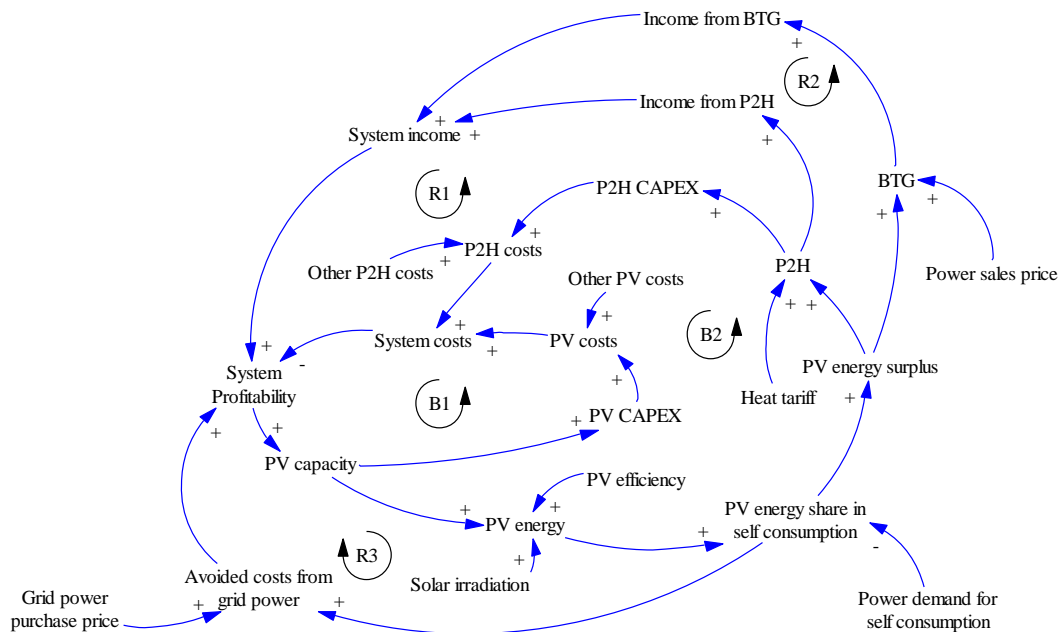 Income from BTG
+
R2
Income from P2H
+
+
System income
+
+
R1
P2H CAPEX
+
BTG
+
+
+
P2H costs
+
Other P2H costs
P2H
Power sales price
Other PV costs
+
+
+
B2
System costs
+
+
PV costs
+
-
System
Profitability
PV energy surplus
+
+
Heat tariff
B1
+
+
PV CAPEX
+
+
PV capacity
PV efficiency
+
+
PV energy
PV energy share in
self consumption
+
-
R3
+
Solar irradiation
Avoided costs from
grid power
+
+
Grid power
purchase price
Power demand for
self consumption